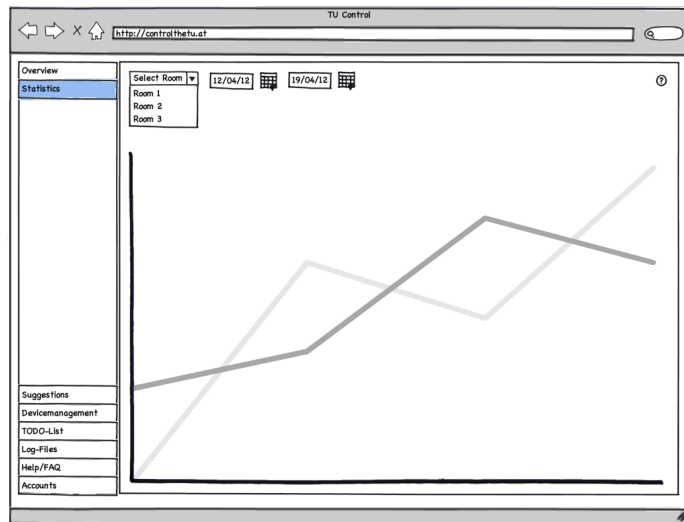 TU Control
http://controlthetu.at
Overview
Statistics
Select Room
12/04/12
19/04/12
?
Room 1
Room 2
Room 3
Suggestions
Devicemanagement
TODO-List
Log-Files
Help/FAQ
Accounts